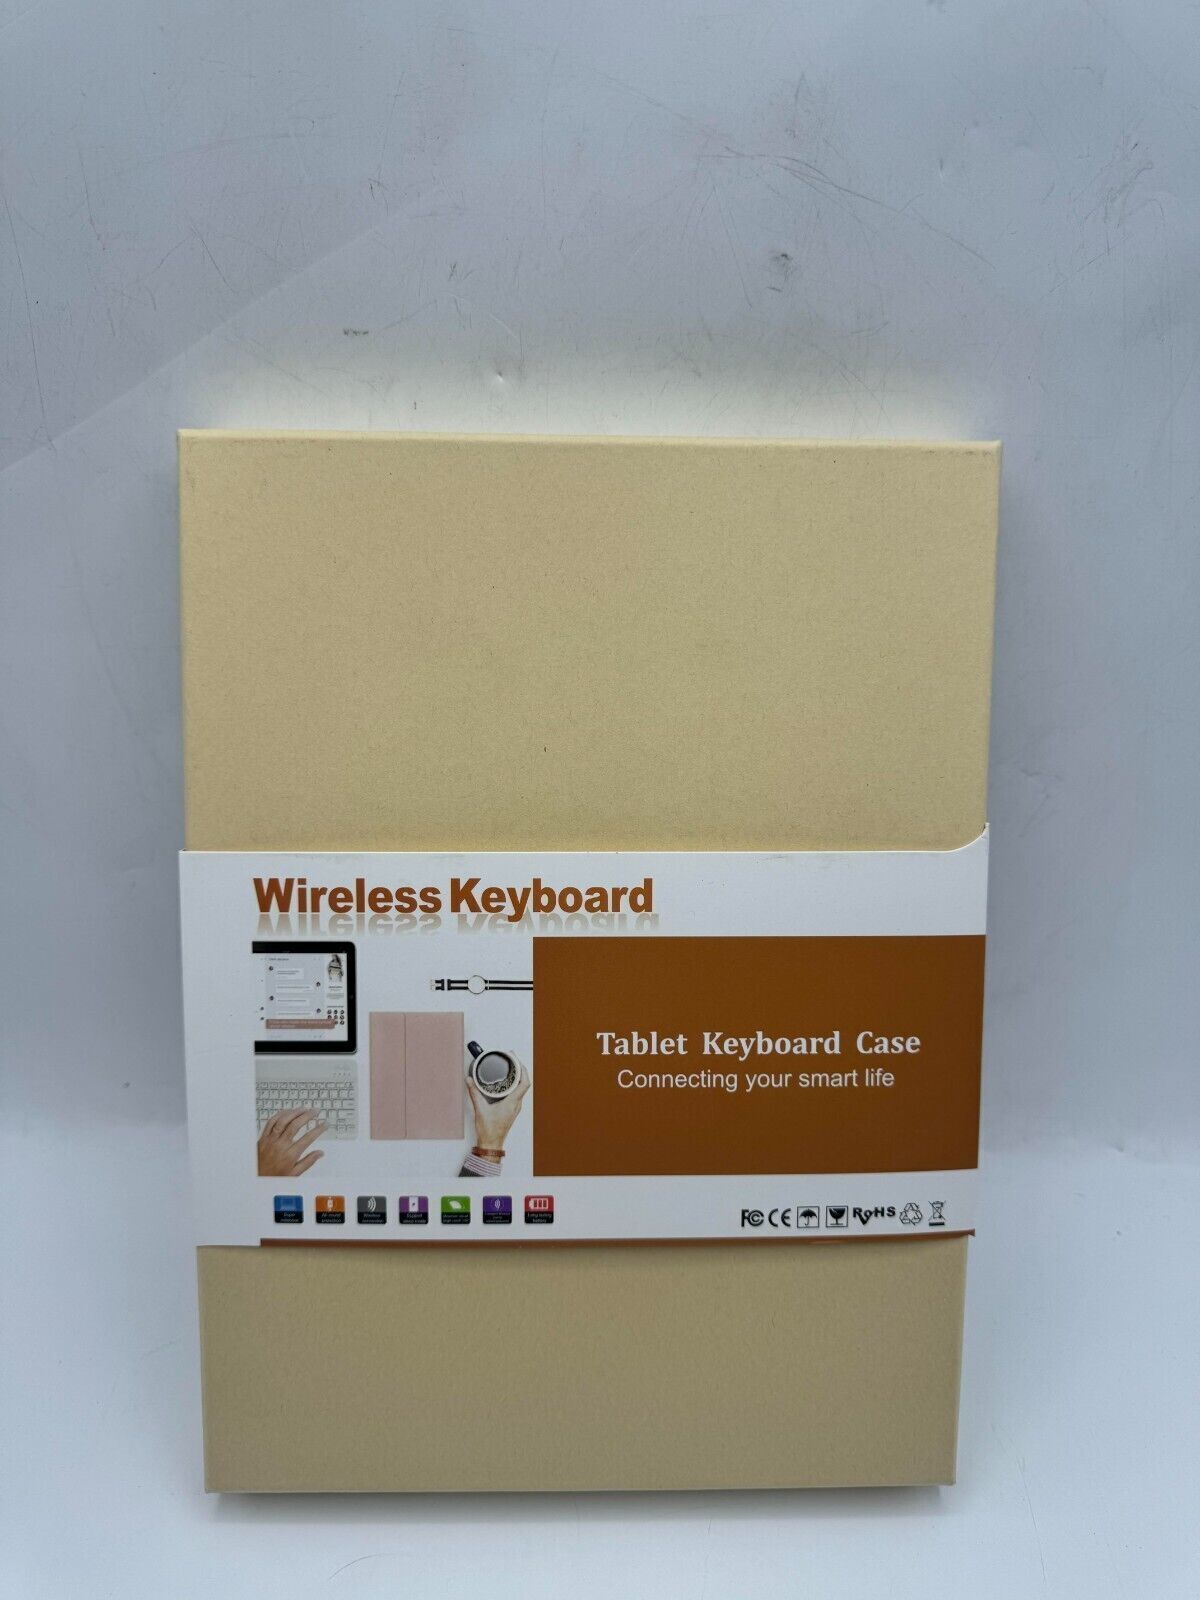 Wireless Keyboard
Tablet Keyboard Case
Connecting your smart life
FC CE RoHS